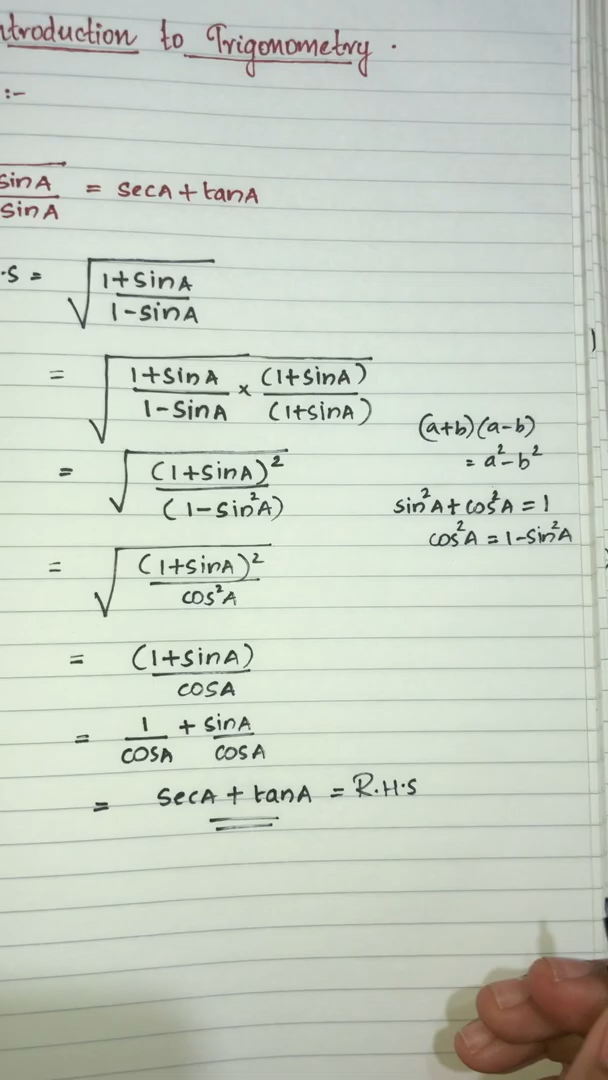 ntroduction to Trigonometry.
:-
sinA / sinA = secA + tanA
.S = √((1+sinA)/(1-sinA))
= √((1+sinA)/(1-sinA) × (1+sinA)/(1+sinA))
(a+b)(a-b)
= a²-b²
= √((1+sinA)²/(1-sin²A))
sin²A+cos²A=1
cos²A=1-sin²A
= √((1+sinA)²/cos²A)
= (1+sinA)/cosA
= 1/cosA + sinA/cosA
= secA + tanA = R.H.S